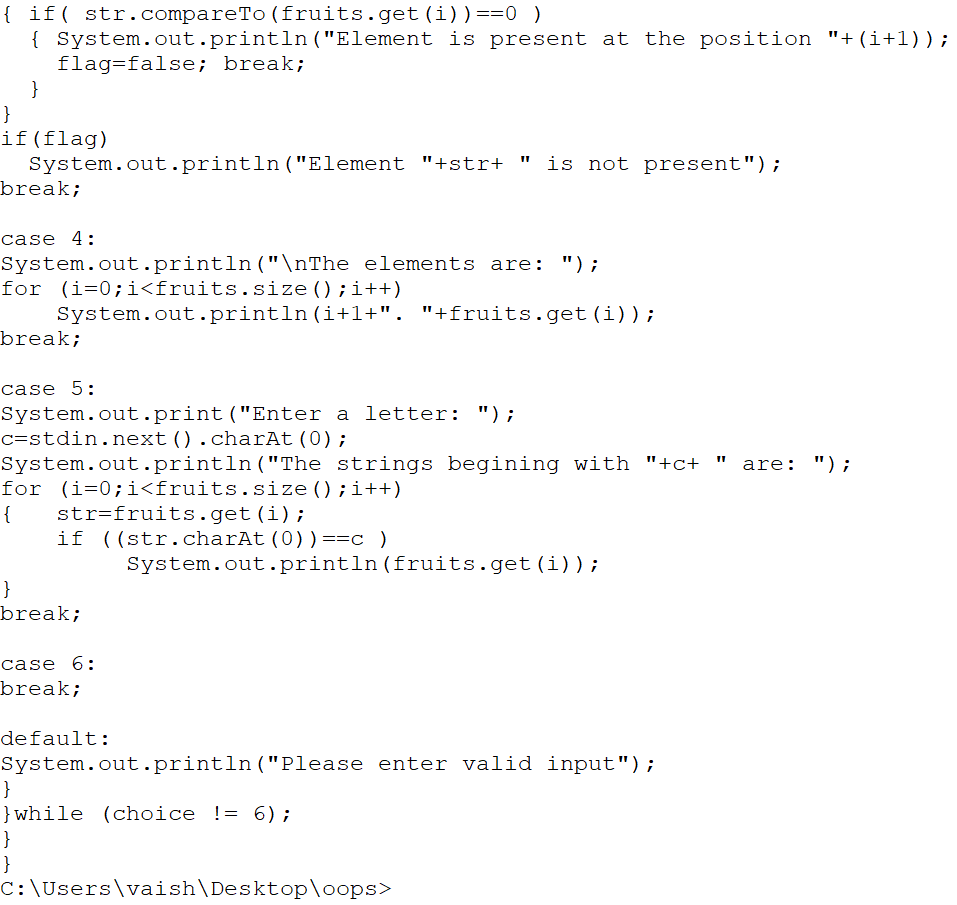 { if( str.compareTo(fruits.get(i))==0 )
  { System.out.println("Element is present at the position "+(i+1));
    flag=false; break;
  }
}
if(flag)
  System.out.println("Element "+str+ " is not present");
break;

case 4:
System.out.println("\nThe elements are: ");
for (i=0;i<fruits.size();i++)
    System.out.println(i+1+". "+fruits.get(i));
break;

case 5:
System.out.print("Enter a letter: ");
c=stdin.next().charAt(0);
System.out.println("The strings begining with "+c+ " are: ");
for (i=0;i<fruits.size();i++)
{   str=fruits.get(i);
    if ((str.charAt(0))==c )
         System.out.println(fruits.get(i));
}
break;

case 6:
break;

default:
System.out.println("Please enter valid input");
}
}while (choice != 6);
}
}
C:\Users\vaish\Desktop\oops>